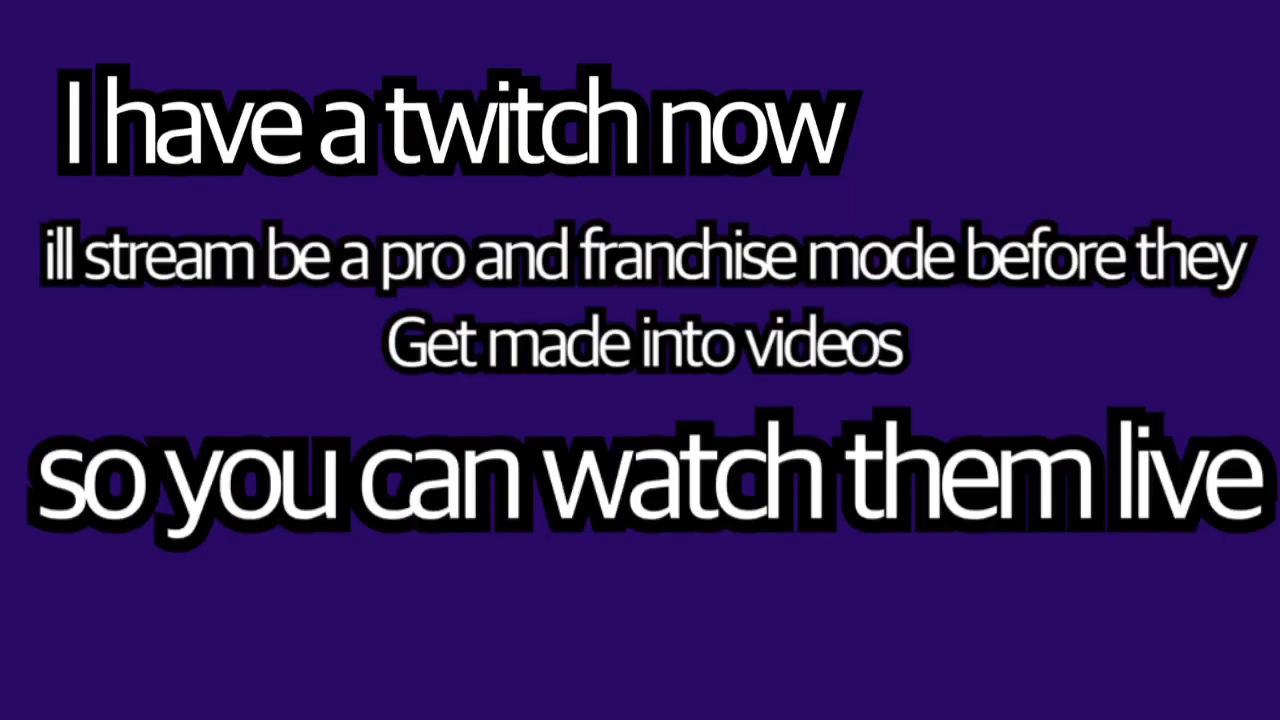 I have a twitch now
ill stream be a pro and franchise mode before they
Get made into videos
so you can watch them live